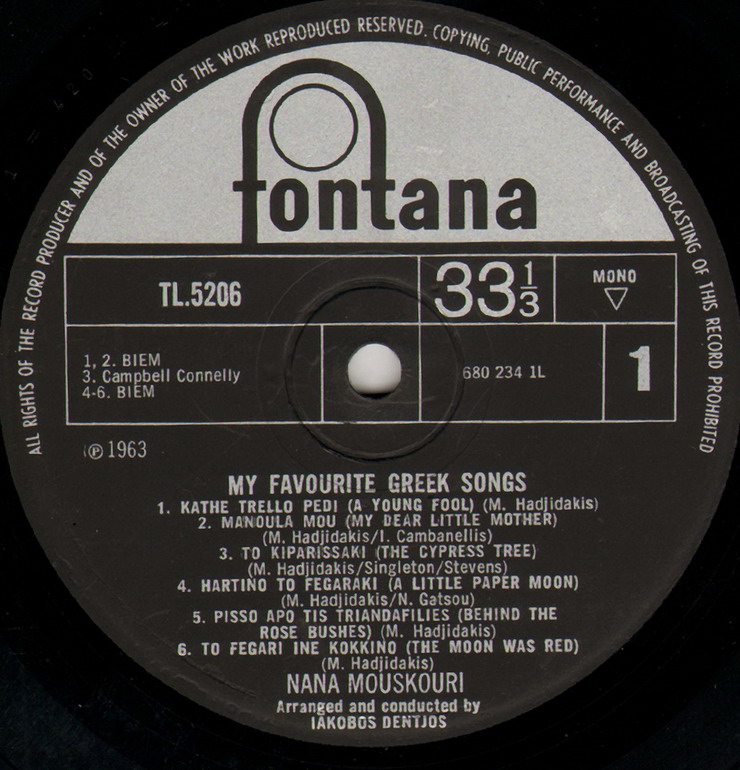 ALL RIGHTS OF THE RECORD PRODUCER AND OF THE OWNER OF THE WORK REPRODUCED RESERVED. COPYING, PUBLIC PERFORMANCE AND BROADCASTING OF THIS RECORD PROHIBITED
fontana
TL.5206
33 1/3
MONO
1, 2. BIEM
3. Campbell Connelly
4-6. BIEM
680 234 1L
1
℗ 1963
MY FAVOURITE GREEK SONGS
1. KATHE TRELLO PEDI (A YOUNG FOOL) (M. Hadjidakis)
2. MANOULA MOU (MY DEAR LITTLE MOTHER)
(M. Hadjidakis/I. Cambanellis)
3. TO KIPARISSAKI (THE CYPRESS TREE)
(M. Hadjidakis/Singleton/Stevens)
4. HARTINO TO FEGARAKI (A LITTLE PAPER MOON)
(M. Hadjidakis/N. Gatsou)
5. PISSO APO TIS TRIANDAFILIES (BEHIND THE
ROSE BUSHES) (M. Hadjidakis)
6. TO FEGARI INE KOKKINO (THE MOON WAS RED)
(M. Hadjidakis)
NANA MOUSKOURI
Arranged and conducted by
IAKOBOS DENTJOS